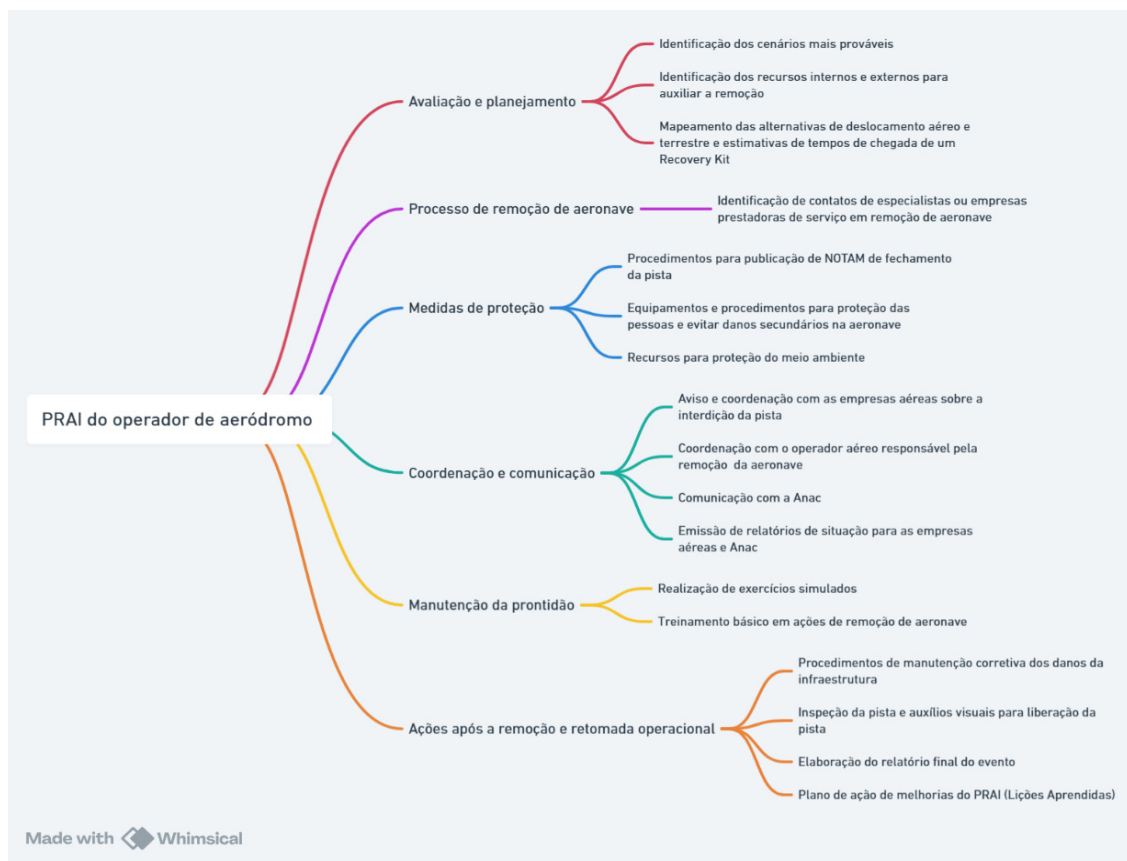 PRAI do operador de aeródromo
Avaliação e planejamento
Identificação dos cenários mais prováveis
Identificação dos recursos internos e externos para
auxiliar a remoção
Mapeamento das alternativas de deslocamento aéreo e
terrestre e estimativas de tempos de chegada de um
Recovery Kit
Processo de remoção de aeronave
Identificação de contatos de especialistas ou empresas
prestadoras de serviço em remoção de aeronave
Medidas de proteção
Procedimentos para publicação de NOTAM de fechamento
da pista
Equipamentos e procedimentos para proteção das
pessoas e evitar danos secundários na aeronave
Recursos para proteção do meio ambiente
Coordenação e comunicação
Aviso e coordenação com as empresas aéreas sobre a
interdição da pista
Coordenação com o operador aéreo responsável pela
remoção da aeronave
Comunicação com a Anac
Emissão de relatórios de situação para as empresas
aéreas e Anac
Manutenção da prontidão
Realização de exercícios simulados
Treinamento básico em ações de remoção de aeronave
Ações após a remoção e retomada operacional
Procedimentos de manutenção corretiva dos danos da
infraestrutura
Inspeção da pista e auxílios visuais para liberação da
pista
Elaboração do relatório final do evento
Plano de ação de melhorias do PRAI (Lições Aprendidas)
Made with Whimsical